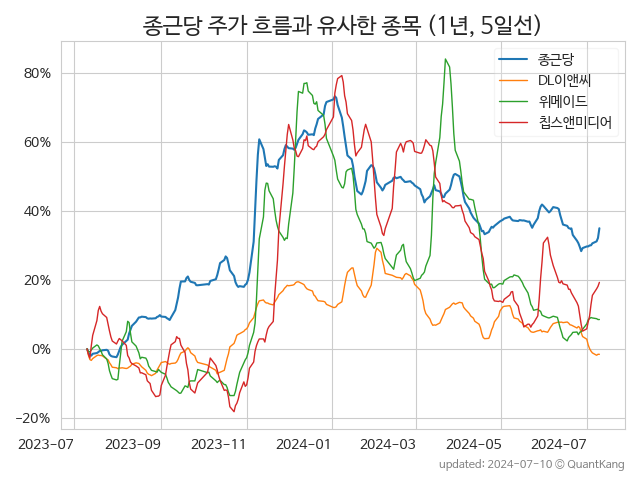 종근당 주가 흐름과 유사한 종목 (1년, 5일선)
종근당
DL이앤씨
위메이드
칩스앤미디어
80%
60%
40%
20%
0%
−20%
2023-07
2023-09
2023-11
2024-01
2024-03
2024-05
2024-07
updated: 2024-07-10 © QuantKang